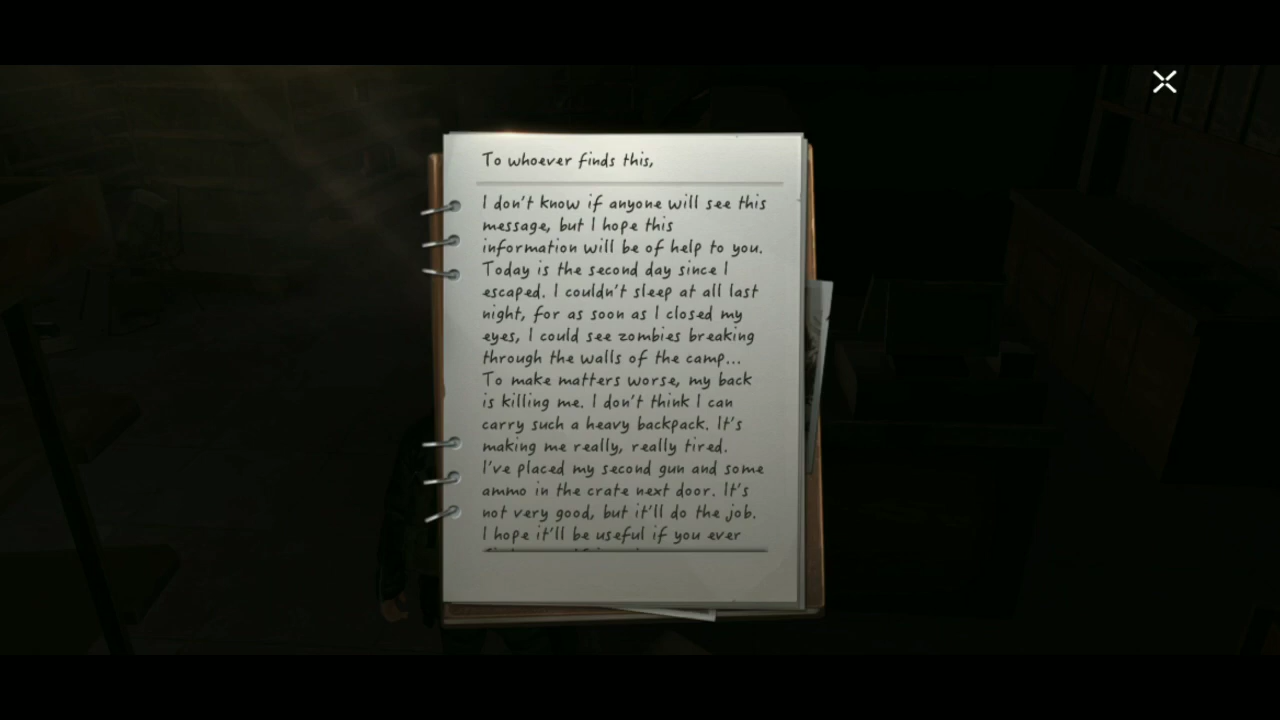 To whoever finds this,
I don't know if anyone will see this
message, but I hope this
information will be of help to you.
Today is the second day since I
escaped. I couldn't sleep at all last
night, for as soon as I closed my
eyes, I could see zombies breaking
through the walls of the camp...
To make matters worse, my back
is killing me. I don't think I can
carry such a heavy backpack. It's
making me really, really tired.
I've placed my second gun and some
ammo in the crate next door. It's
not very good, but it'll do the job.
I hope it'll be useful if you ever